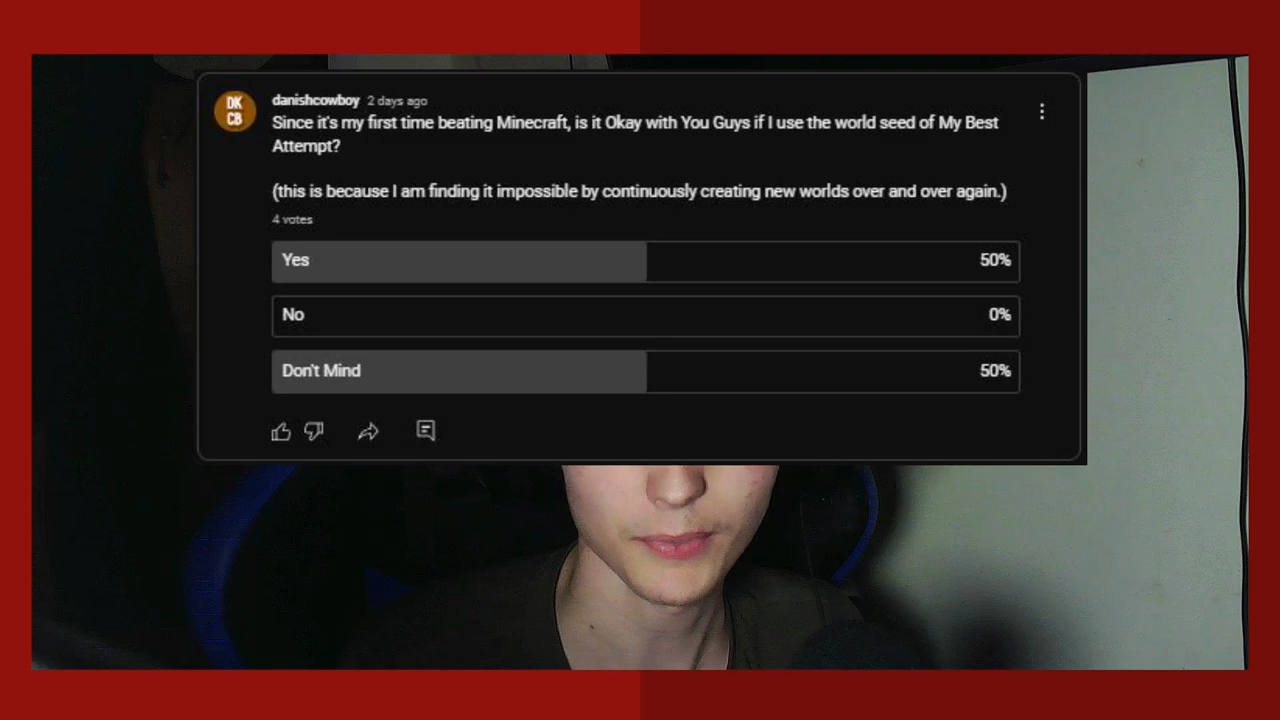 DK
CB
danishcowboy 2 days ago
Since it's my first time beating Minecraft, is it Okay with You Guys if I use the world seed of My Best
Attempt?
(this is because I am finding it impossible by continuously creating new worlds over and over again.)
4 votes
Yes 50%
No 0%
Don't Mind 50%